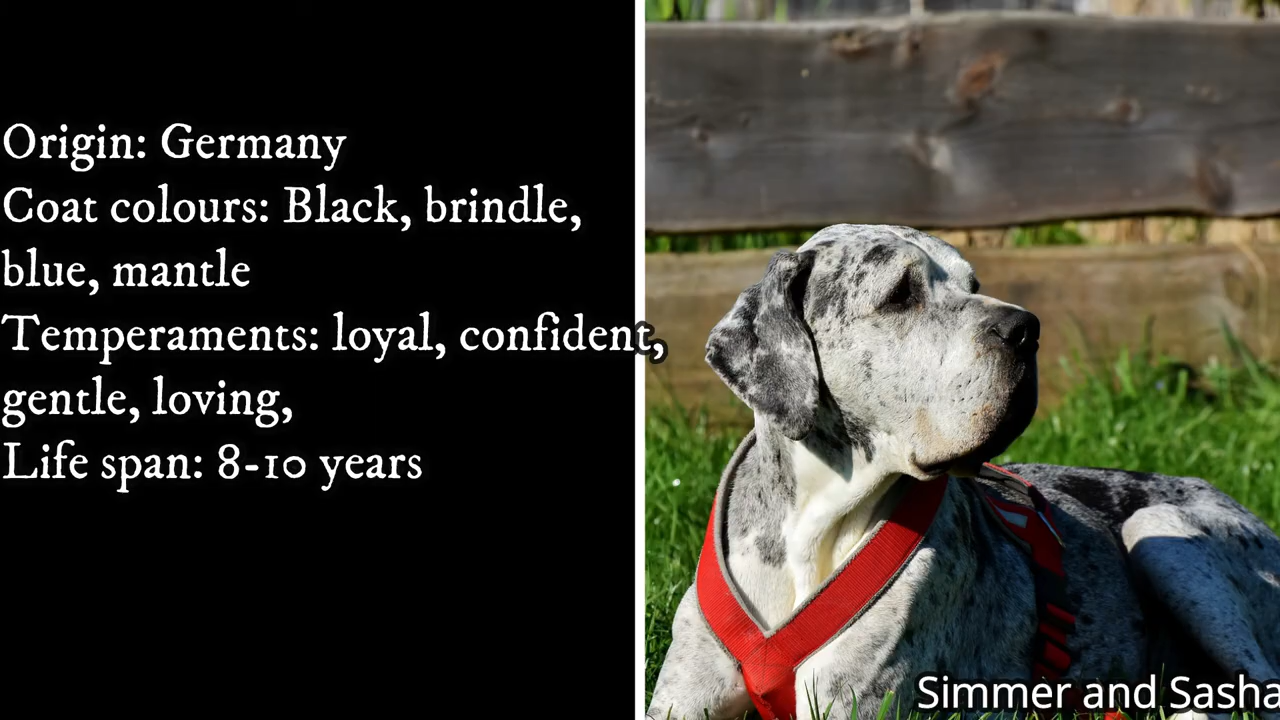 Origin: Germany
Coat colours: Black, brindle,
blue, mantle
Temperaments: loyal, confident,
gentle, loving,
Life span: 8-10 years
Simmer and Sasha